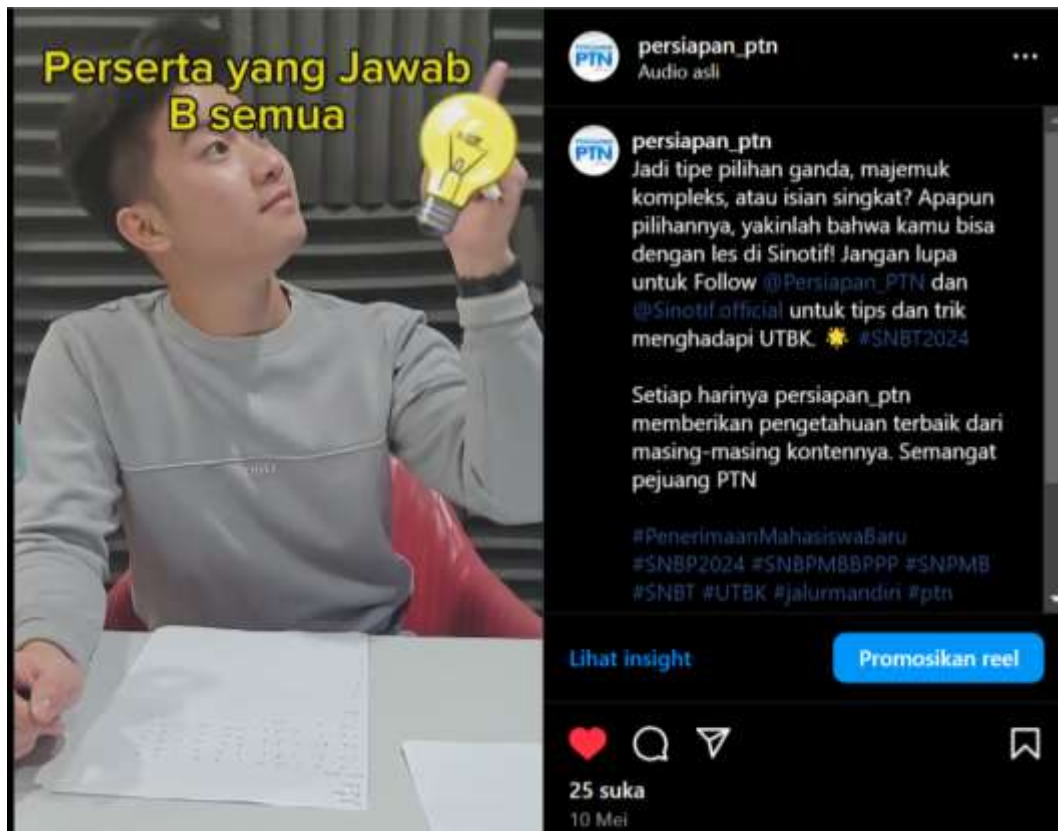 Perserta yang Jawab
B semua
PTN
persiapan_ptn
Audio asli
PTN
persiapan_ptn
Jadi tipe pilihan ganda, majemuk
kompleks, atau isian singkat? Apapun
pilihannya, yakinlah bahwa kamu bisa
dengan les di Sinotif! Jangan lupa
untuk Follow @Persiapan_PTN dan
@Sinotif.official untuk tips dan trik
menghadapi UTBK. 🌟 #SNBT2024
Setiap harinya persiapan_ptn
memberikan pengetahuan terbaik dari
masing-masing kontennya. Semangat
pejuang PTN
#PenerimaanMahasiswaBaru
#SNBP2024 #SNBPMBBPPP #SNPMB
#SNBT #UTBK #jalurmandiri #ptn
Lihat insight
Promosikan reel
25 suka
10 Mei